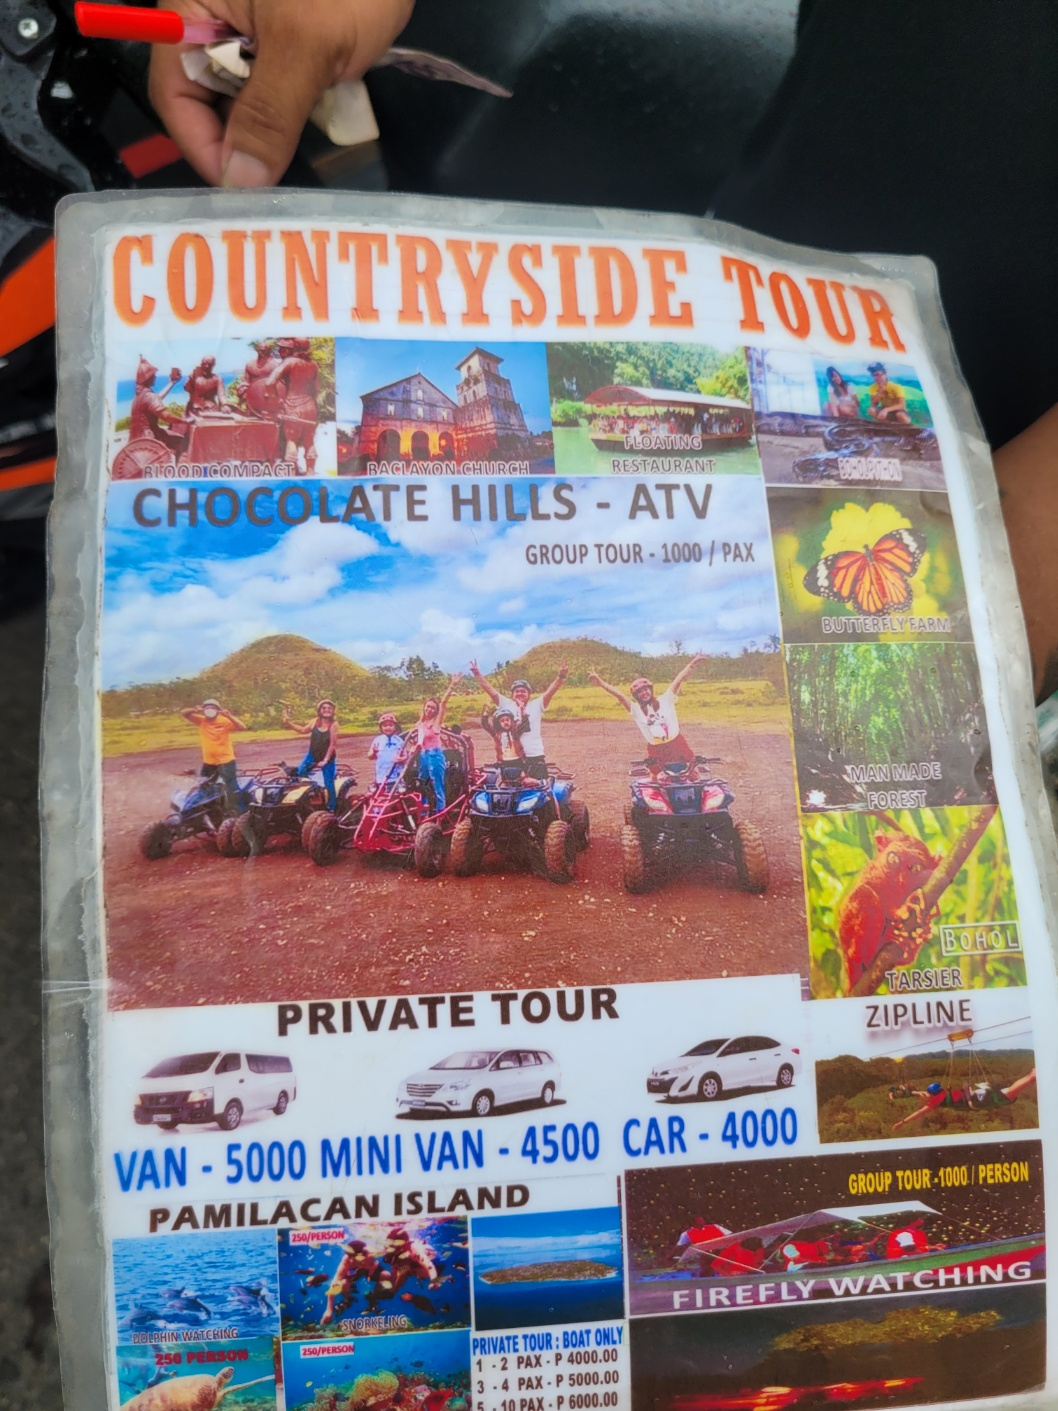 COUNTRYSIDE TOUR
BLOOD COMPACT
BACLAYON CHURCH
FLOATING
RESTAURANT
BOHOL PYTHON
CHOCOLATE HILLS - ATV
GROUP TOUR - 1000 / PAX
BUTTERFLY FARM
MAN MADE
FOREST
BOHOL
TARSIER
PRIVATE TOUR
ZIPLINE
VAN - 5000 MINI VAN - 4500 CAR - 4000
PAMILACAN ISLAND
GROUP TOUR -1000 / PERSON
FIREFLY WATCHING
250/PERSON
DOLPHIN WATCHING
SNORKELING
250 PERSON
250/PERSON
PRIVATE TOUR : BOAT ONLY
1 - 2 PAX - P 4000.00
3 - 4 PAX - P 5000.00
5 - 10 PAX - P 6000.00